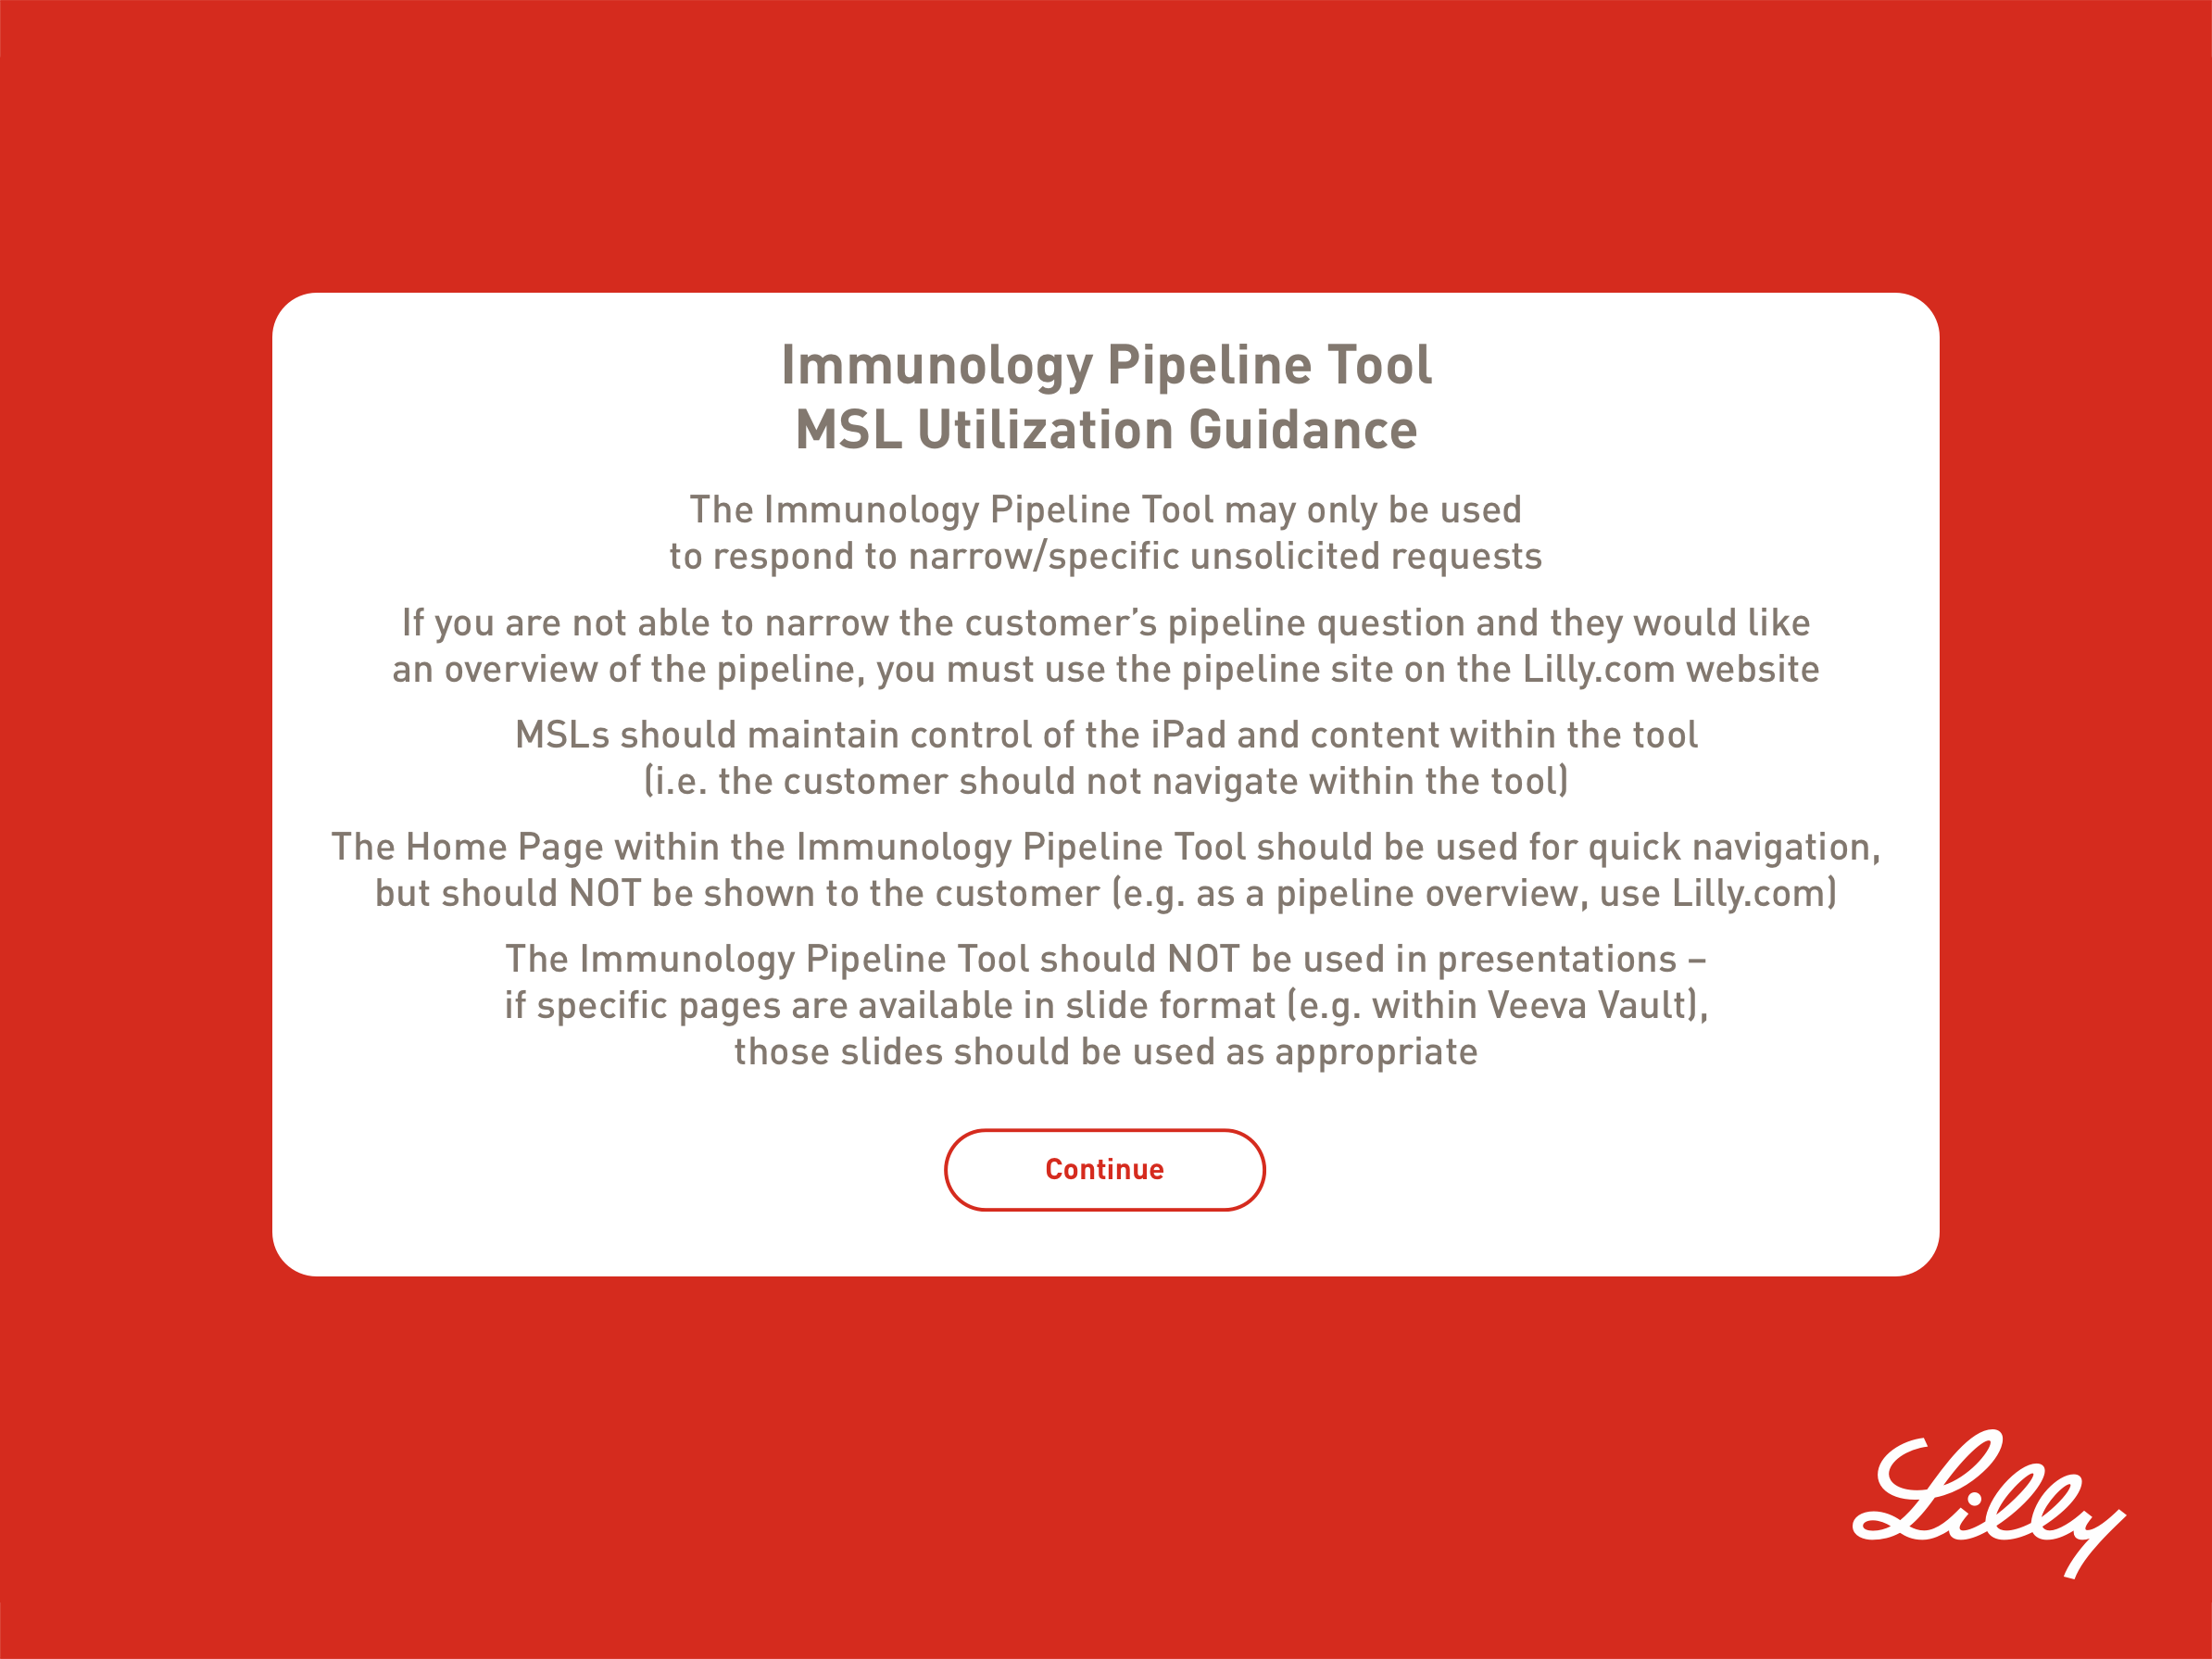 Immunology Pipeline Tool
MSL Utilization Guidance
The Immunology Pipeline Tool may only be used
to respond to narrow/specific unsolicited requests
If you are not able to narrow the customer’s pipeline question and they would like
an overview of the pipeline, you must use the pipeline site on the Lilly.com website
MSLs should maintain control of the iPad and content within the tool
(i.e. the customer should not navigate within the tool)
The Home Page within the Immunology Pipeline Tool should be used for quick navigation,
but should NOT be shown to the customer (e.g. as a pipeline overview, use Lilly.com)
The Immunology Pipeline Tool should NOT be used in presentations –
if specific pages are available in slide format (e.g. within Veeva Vault),
those slides should be used as appropriate
Continue
Lilly